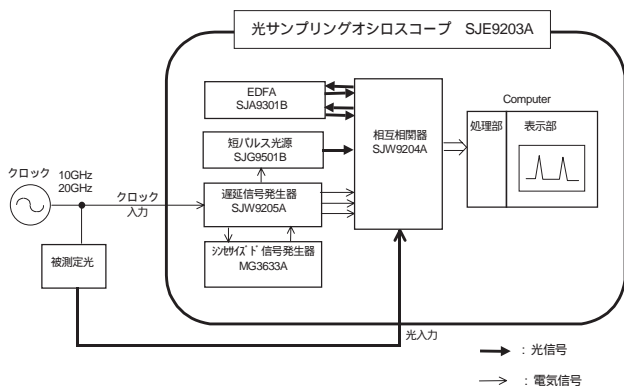 光サンプリングオシロスコープ SJE9203A
EDFA
SJA9301B
短パルス光源
SJG9501B
相互相関器
SJW9204A
Computer
処理部
表示部
クロック
10GHz
20GHz
クロック
入力
遅延信号発生器
SJW9205A
シンセサイズド信号発生器
MG3633A
被測定光
光入力
：光信号
：電気信号